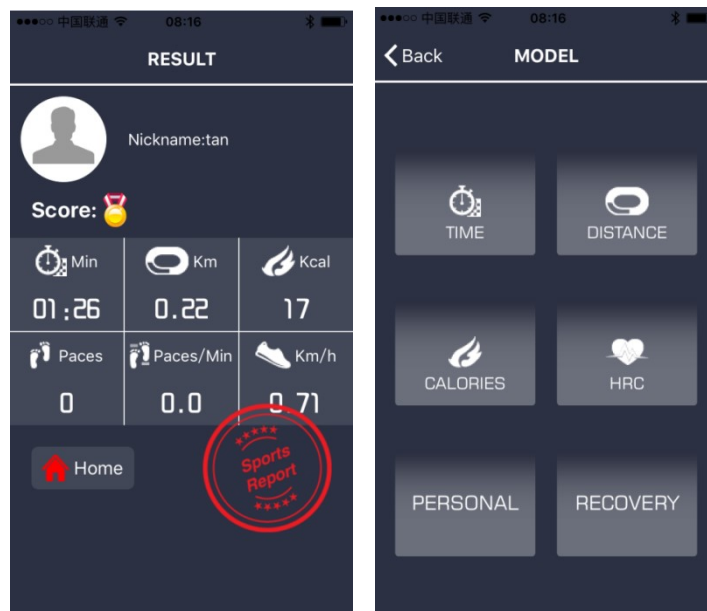 ●●●○○ 中国联通 08:16
RESULT
Nickname:tan
Score:
Min Km Kcal
01:26 0.22 17
Paces Paces/Min Km/h
0 0.0 0.71
Home
Sports
Report
●●●○○ 中国联通 08:16
Back MODEL
TIME DISTANCE
CALORIES HRC
PERSONAL RECOVERY